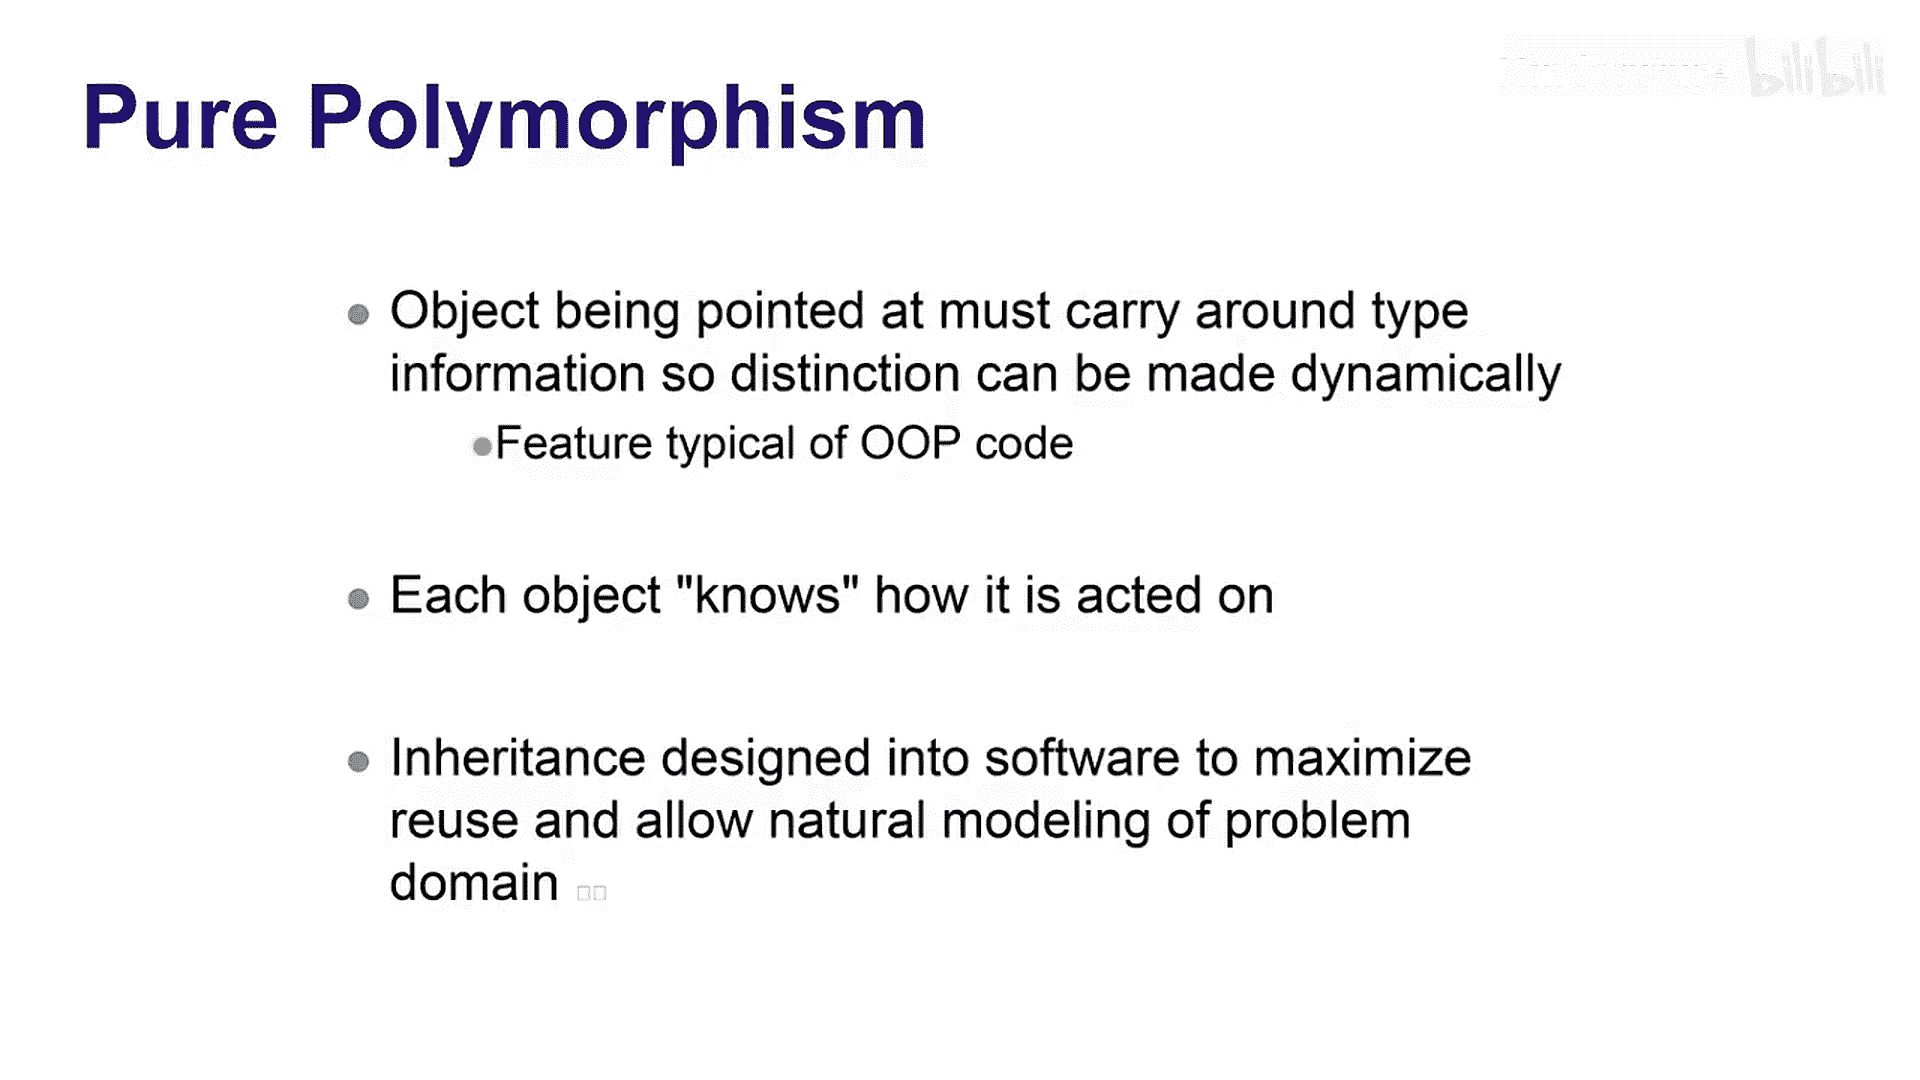 bilibili
Pure Polymorphism
Object being pointed at must carry around type
information so distinction can be made dynamically
Feature typical of OOP code
Each object "knows" how it is acted on
Inheritance designed into software to maximize
reuse and allow natural modeling of problem
domain